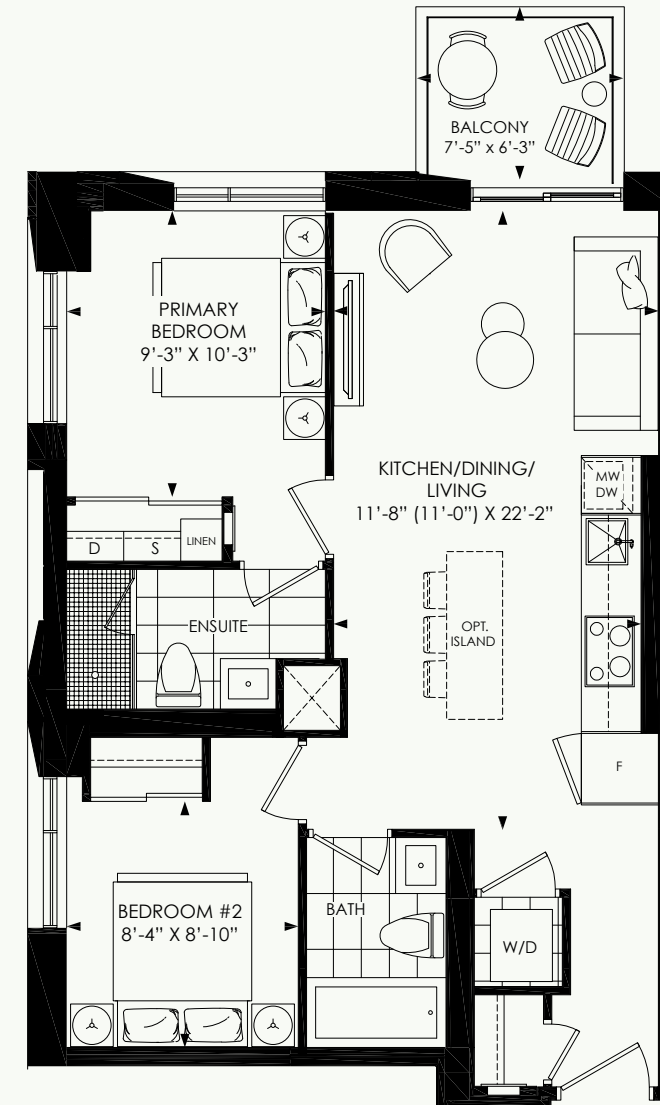 BALCONY
7’-5” x 6’-3”
PRIMARY
BEDROOM
9’-3” X 10’-3”
KITCHEN/DINING/
LIVING
11’-8” (11’-0”) X 22’-2”
MW
DW
D
S
LINEN
ENSUITE
OPT.
ISLAND
F
BEDROOM #2
8’-4” X 8’-10”
BATH
W/D